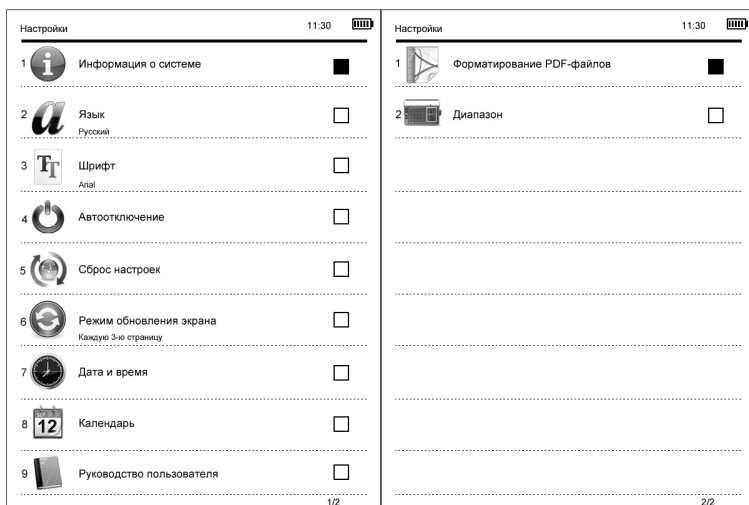 Настройки 11:30
1 Информация о системе
2 Язык
Русский
3 Шрифт
Arial
4 Автоотключение
5 Сброс настроек
6 Режим обновления экрана
Каждую 3-ю страницу
7 Дата и время
8 12 Календарь
9 Руководство пользователя
1/2
Настройки 11:30
1 Форматирование PDF-файлов
2 Диапазон
2/2